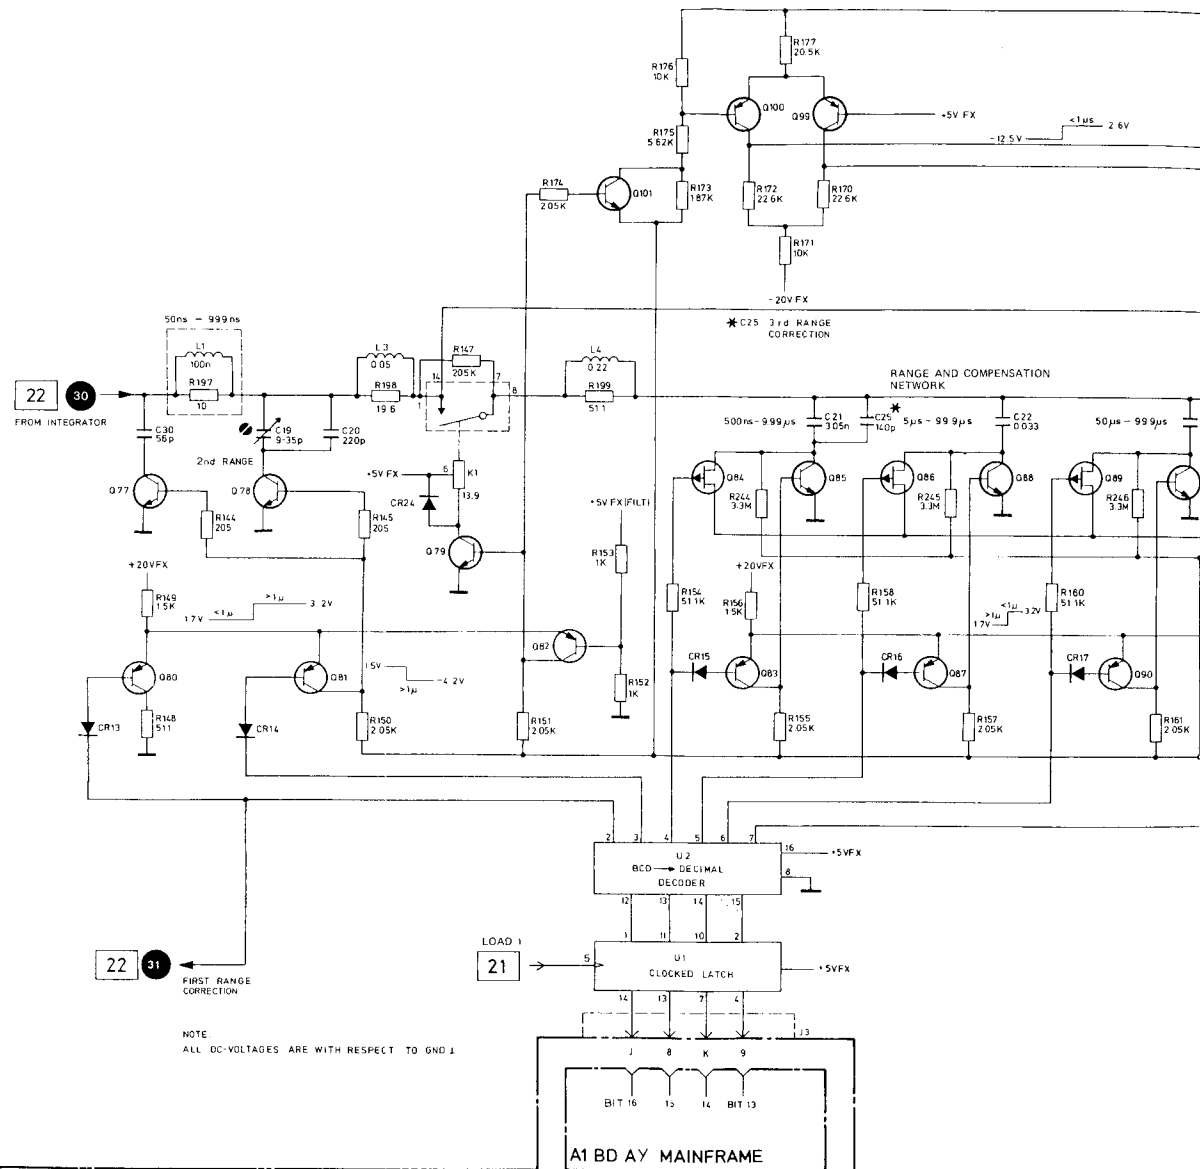 R177
20.5K
R176
10K
Q100
Q99
+5V FX
<1µs
-12.5V
2.6V
R175
5.62K
R174
2.05K
Q101
R173
1.87K
R172
22.6K
R170
22.6K
R171
10K
-20V FX
* C25 3rd RANGE
CORRECTION
50ns - 999ns
L1
100n
R197
10
L3
0.05
R198
19.6
R147
205K
14
7
1
8
L4
0.22
R199
51.1
RANGE AND COMPENSATION
NETWORK
22
30
FROM INTEGRATOR
C30
56p
C19
9-35p
C20
220p
2nd RANGE
500ns-9.99µs
C21
3.05n
C25
140p
*
5µs-99.9µs
C22
0.033
50µs-999µs
Q77
Q78
+5V FX
6
K1
13.9
CR24
Q84
Q85
Q86
Q88
Q89
R244
3.3M
R245
3.3M
R246
3.3M
R144
205
R145
205
Q79
+5V FX(FILT)
R153
1K
+20VFX
R149
1.5K
1.7V
<1µ
>1µ
3.2V
R154
51.1K
+20VFX
R156
1.5K
R158
51.1K
R160
51.1K
>1µ
<1µ
1.7V
3.2V
Q80
Q81
1.5V
>1µ
-4.2V
Q82
CR15
Q83
CR16
Q87
CR17
Q90
R152
1K
CR13
R148
511
CR14
R150
2.05K
R151
2.05K
R155
2.05K
R157
2.05K
R161
2.05K
2
3
4
5
6
7
U2
BCD → DECIMAL
DECODER
16
+5VFX
8
12
13
14
15
1
11
10
2
LOAD 1
21
5
U1
CLOCKED LATCH
+5VFX
14
13
7
4
22
31
FIRST RANGE
CORRECTION
J3
J
8
K
9
NOTE
ALL DC-VOLTAGES ARE WITH RESPECT TO GND
BIT 16
15
14
BIT 13
A1 BD AY MAINFRAME